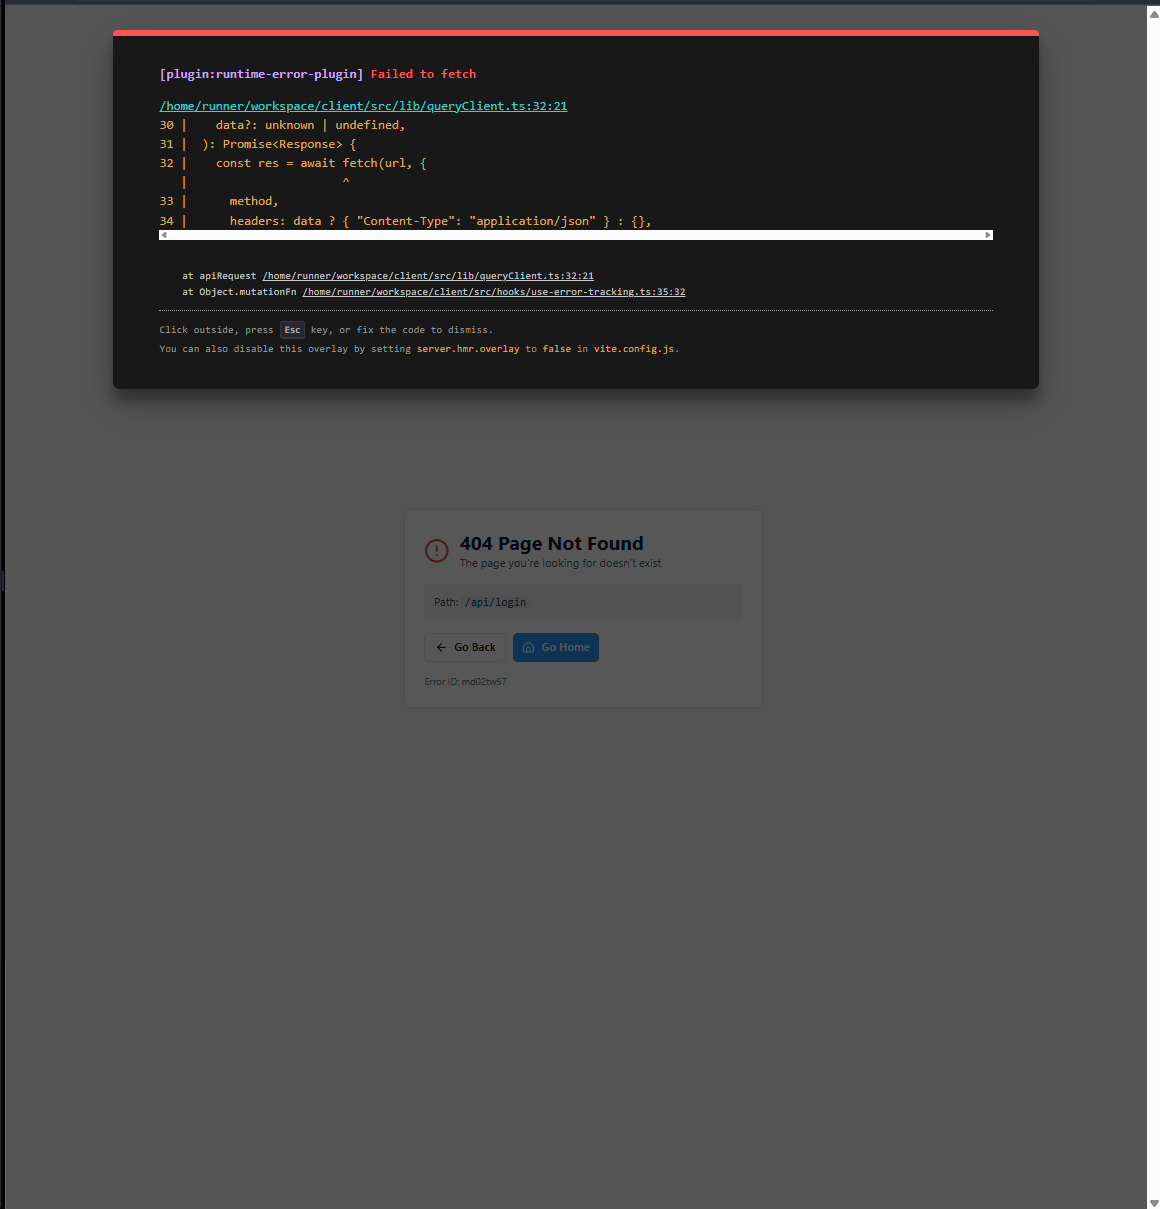 [plugin:runtime-error-plugin] Failed to fetch
/home/runner/workspace/client/src/lib/queryClient.ts:32:21
30 |    data?: unknown | undefined,
31 |  ): Promise<Response> {
32 |    const res = await fetch(url, {
   |                      ^
33 |      method,
34 |      headers: data ? { "Content-Type": "application/json" } : {},
at apiRequest /home/runner/workspace/client/src/lib/queryClient.ts:32:21
at Object.mutationFn /home/runner/workspace/client/src/hooks/use-error-tracking.ts:35:32
Click outside, press Esc key, or fix the code to dismiss.
You can also disable this overlay by setting server.hmr.overlay to false in vite.config.js.
404 Page Not Found
The page you're looking for doesn't exist
Path: /api/login
Go Back
Go Home
Error ID: md02tw57